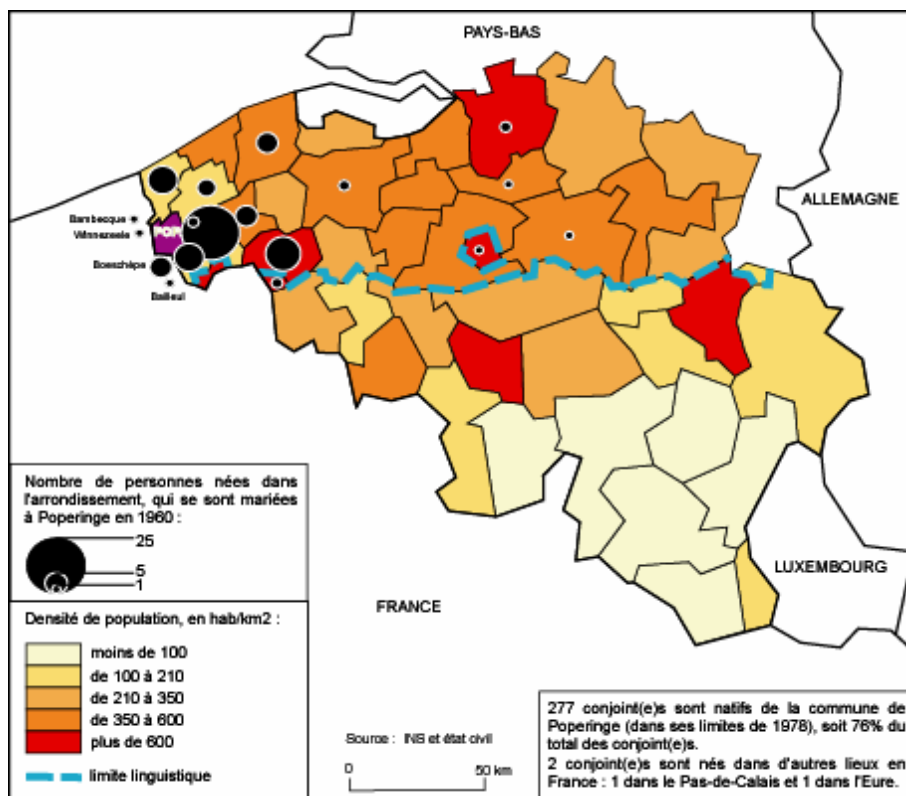 PAYS-BAS
ALLEMAGNE
Bambecque
Winnezeele
POP
Boeschèpe
Bailleul
Nombre de personnes nées dans
l'arrondissement, qui se sont mariées
à Poperinge en 1960 :
25
5
1
LUXEMBOURG
FRANCE
Densité de population, en hab/km2 :
moins de 100
de 100 à 210
de 210 à 350
de 350 à 600
plus de 600
limite linguistique
Source : INS et état civil
0 50 km
277 conjoint(e)s sont natifs de la commune de
Poperinge (dans ses limites de 1978), soit 76% du
total des conjoint(e)s.
2 conjoint(e)s sont nés dans d'autres lieux en
France : 1 dans le Pas-de-Calais et 1 dans l'Eure.